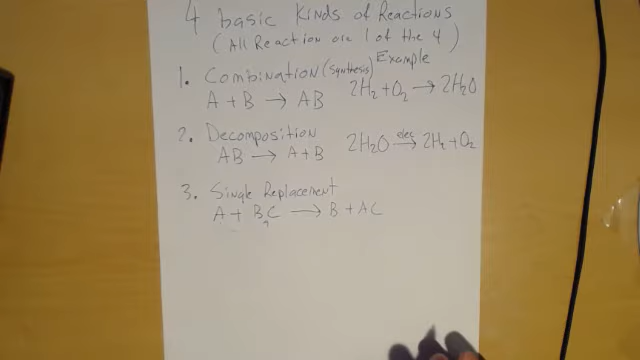 4 basic Kinds of Reactions
(All Reaction are 1 of the 4)
1. Combination (synthesis) Example
A + B → AB 2H₂ + O₂ → 2H₂O
2. Decomposition
AB → A + B 2H₂O elec→ 2H₂ + O₂
3. Single Replacement
A + BC → B + AC